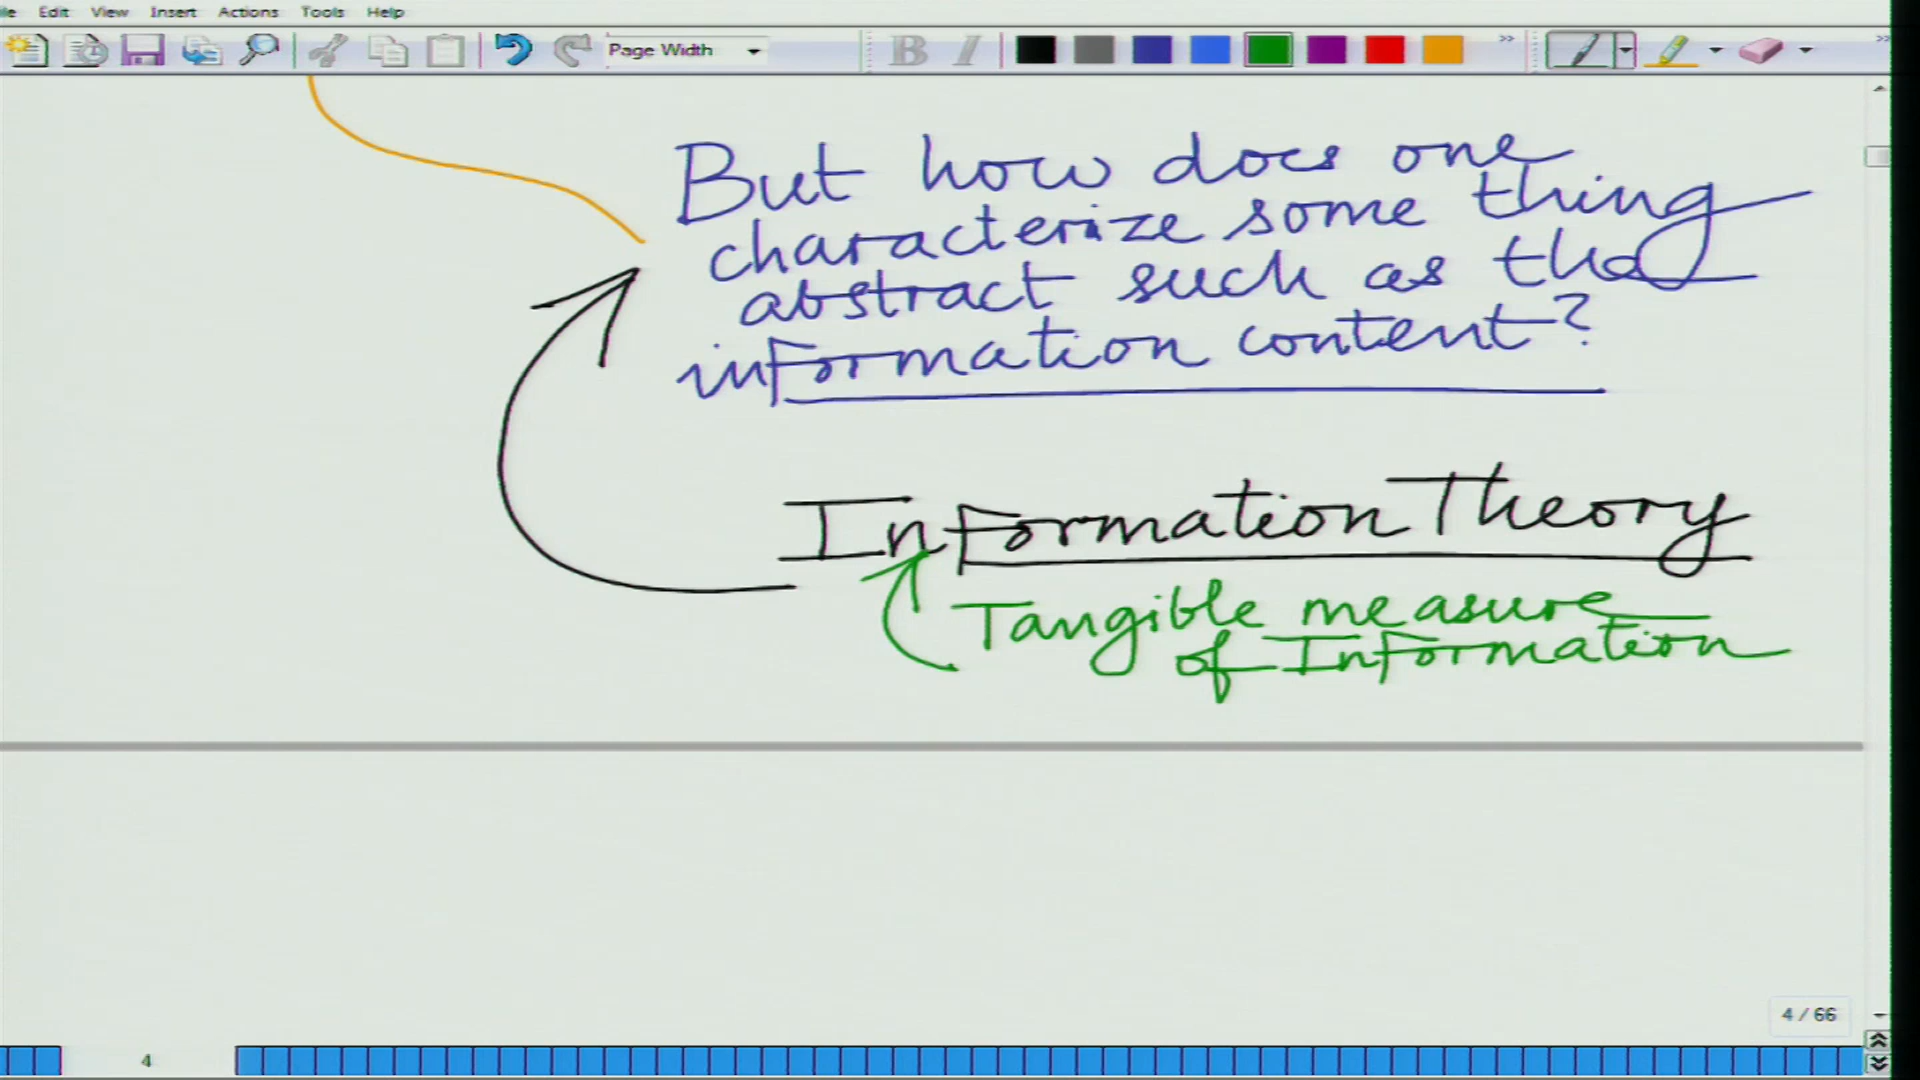 le Edit View Insert Actions Tools Help
Page Width
B I
But how does one
characterize some thing
abstract such as the
information content?
Information Theory
Tangible measure
of Information
4 / 66
4